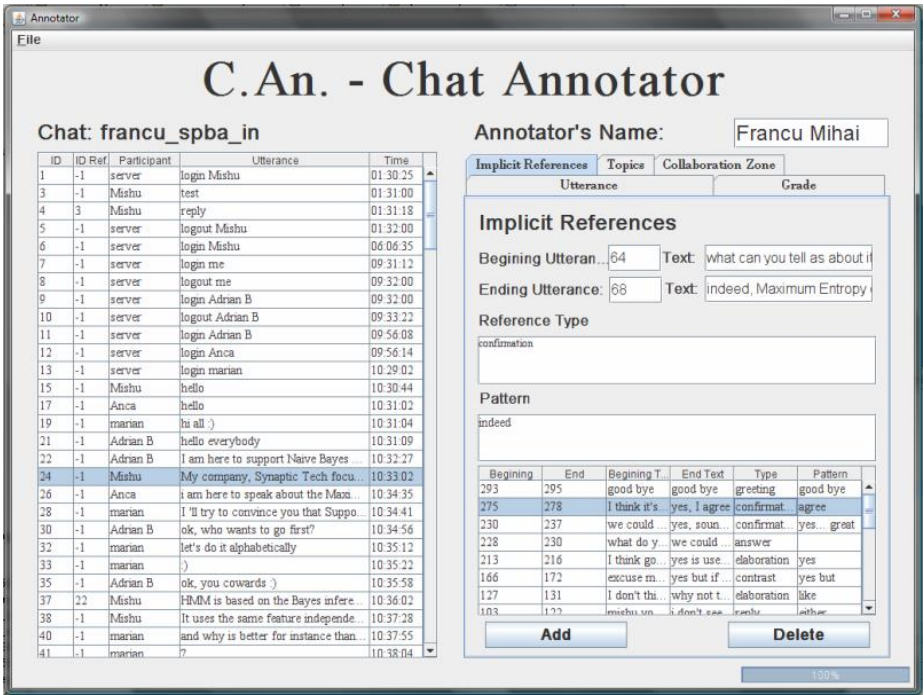 Annotator
File
C.An. - Chat Annotator
Chat: francu_spba_in
ID ID Ref. Participant Utterance Time
1 -1 server login Mishu 01:30:25
3 -1 Mishu test 01:31:00
4 3 Mishu reply 01:31:18
5 -1 server logout Mishu 01:32:00
6 -1 server login Mishu 06:06:35
7 -1 server login me 09:31:12
8 -1 server logout me 09:32:00
9 -1 server login Adrian B 09:32:00
10 -1 server logout Adrian B 09:33:22
11 -1 server login Adrian B 09:56:08
12 -1 server login Anca 09:56:14
13 -1 server login marian 10:29:02
15 -1 Mishu hello 10:30:44
17 -1 Anca hello 10:31:02
19 -1 marian hi all :) 10:31:04
21 -1 Adrian B hello everybody 10:31:09
22 -1 Adrian B I am here to support Naive Bayes ... 10:32:27
24 -1 Mishu My company, Synaptic Tech focu... 10:33:02
26 -1 Anca i am here to speak about the Maxi... 10:34:35
28 -1 marian I 'll try to convince you that Suppo... 10:34:41
30 -1 Adrian B ok, who wants to go first? 10:34:56
32 -1 marian let's do it alphabetically 10:35:12
33 -1 marian :) 10:35:22
35 -1 Adrian B ok, you cowards :) 10:35:58
37 22 Mishu HMM is based on the Bayes infere... 10:36:02
38 -1 Mishu It uses the same feature independe... 10:37:28
40 -1 marian and why is better for instance than... 10:37:55
41 -1 marian ? 10:38:04
Annotator's Name: Francu Mihai
Implicit References Topics Collaboration Zone
Utterance Grade
Implicit References
Begining Utteran... 64 Text: what can you tell as about if
Ending Utterance: 68 Text: indeed, Maximum Entropy
Reference Type
confirmation
Pattern
indeed
Begining End Begining T... End Text Type Pattern
293 295 good bye good bye greeting good bye
275 278 I think it's... yes, I agree confirmat... agree
230 237 we could ... yes, soun... confirmat... yes... great
228 230 what do y... we could ... answer
213 216 I think go... yes is use... elaboration yes
166 172 excuse m... yes but if ... contrast yes but
127 131 I don't thi... why not t... elaboration like
103 122 mishu yo... i don't see... reply either
Add Delete
100%